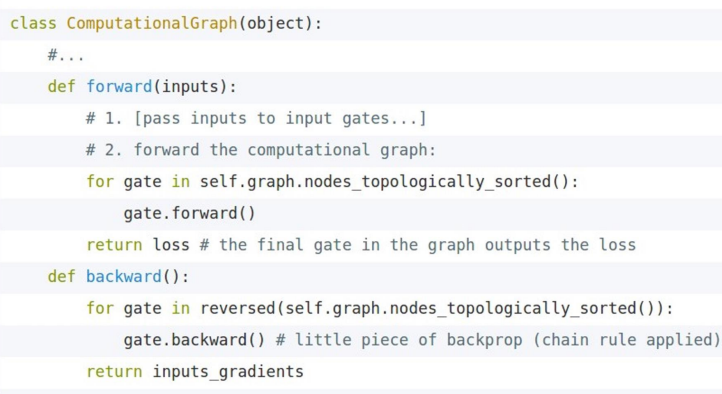 class ComputationalGraph(object):
    #...
    def forward(inputs):
        # 1. [pass inputs to input gates...]
        # 2. forward the computational graph:
        for gate in self.graph.nodes_topologically_sorted():
            gate.forward()
        return loss # the final gate in the graph outputs the loss
    def backward():
        for gate in reversed(self.graph.nodes_topologically_sorted()):
            gate.backward() # little piece of backprop (chain rule applied)
        return inputs_gradients